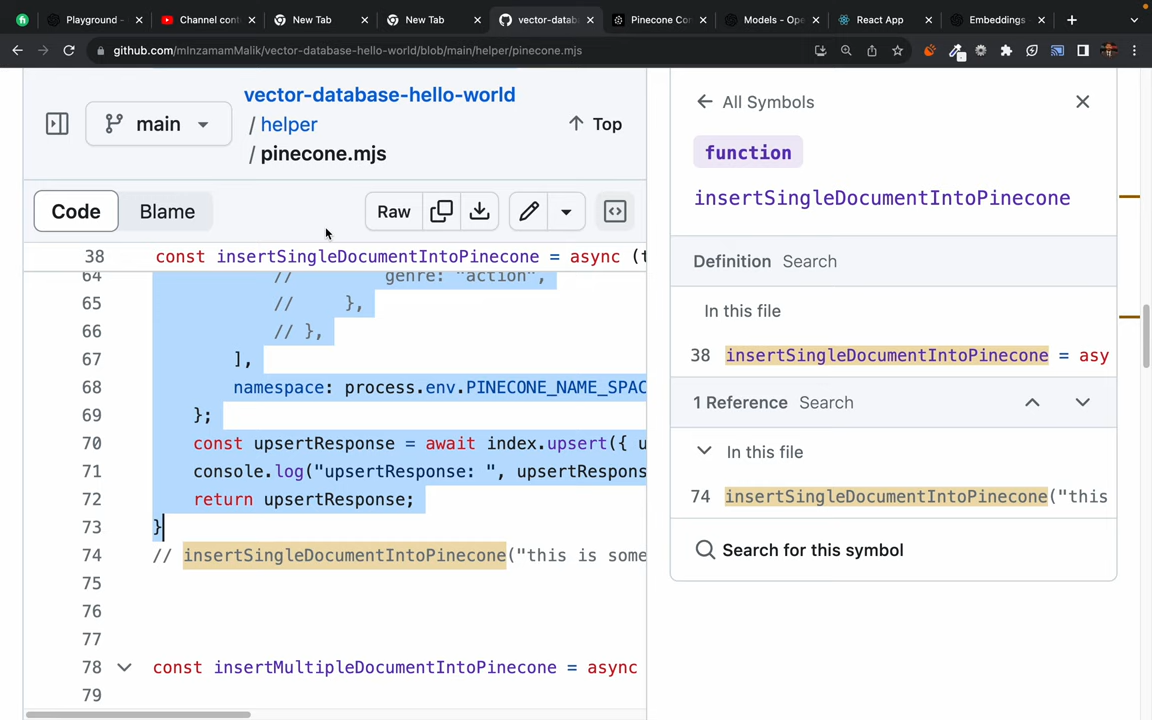 Playground -
Channel cont
New Tab
New Tab
vector-datab
Pinecone Co
Models - Ope
React App
Embeddings
github.com/mInzamamMalik/vector-database-hello-world/blob/main/helper/pinecone.mjs
main
vector-database-hello-world
/ helper
/ pinecone.mjs
Top
Code
Blame
Raw
38 const insertSingleDocumentIntoPinecone = async (t
64 // genre: "action",
65 // },
66 // },
67 ],
68 namespace: process.env.PINECONE_NAME_SPAC
69 };
70 const upsertResponse = await index.upsert({ u
71 console.log("upsertResponse: ", upsertRespons
72 return upsertResponse;
73 }
74 // insertSingleDocumentIntoPinecone("this is some
75
76
77
78 const insertMultipleDocumentIntoPinecone = async
79
All Symbols
function
insertSingleDocumentIntoPinecone
Definition Search
In this file
38 insertSingleDocumentIntoPinecone = asy
1 Reference Search
In this file
74 insertSingleDocumentIntoPinecone("this
Search for this symbol